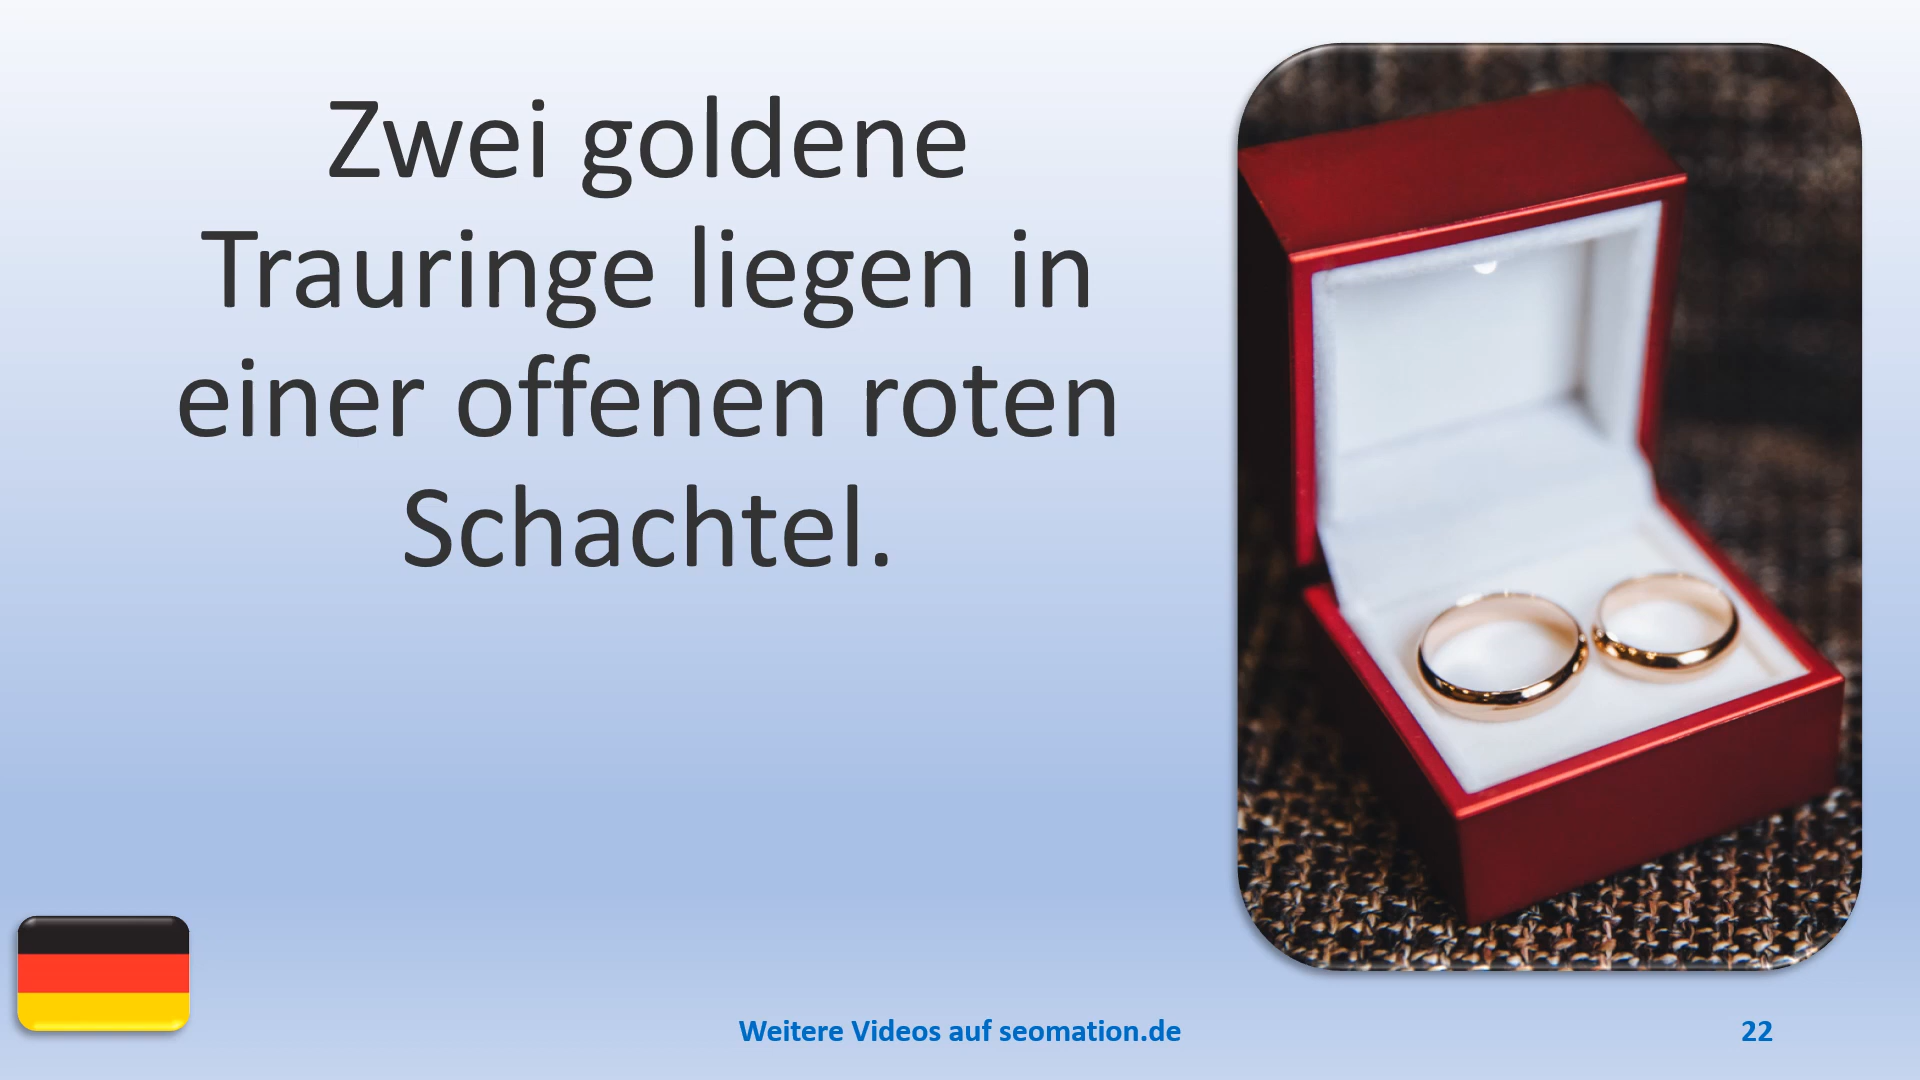 Zwei goldene
Trauringe liegen in
einer offenen roten
Schachtel.
Weitere Videos auf seomation.de
22